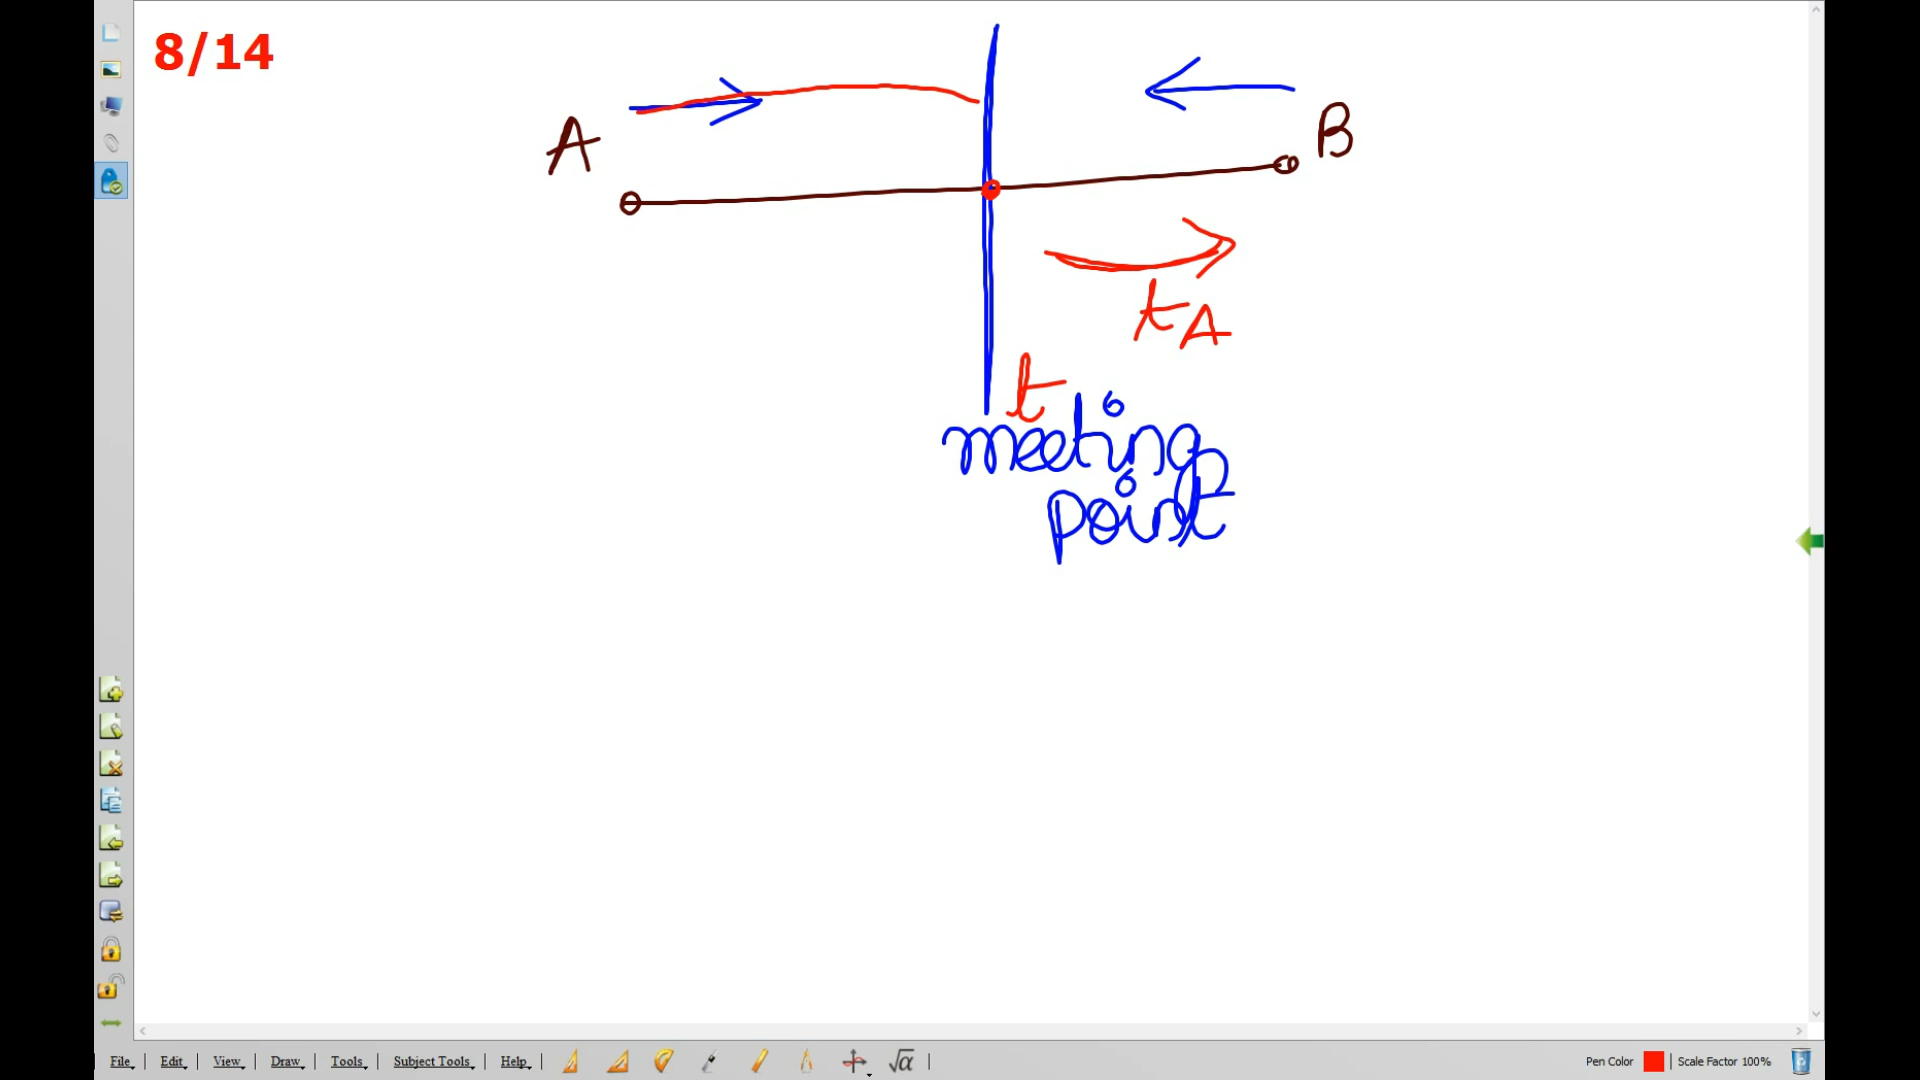 8/14
A
B
tA
t
meeting
point
File
Edit
View
Draw
Tools
Subject Tools
Help
√α
Pen Color
Scale Factor 100%